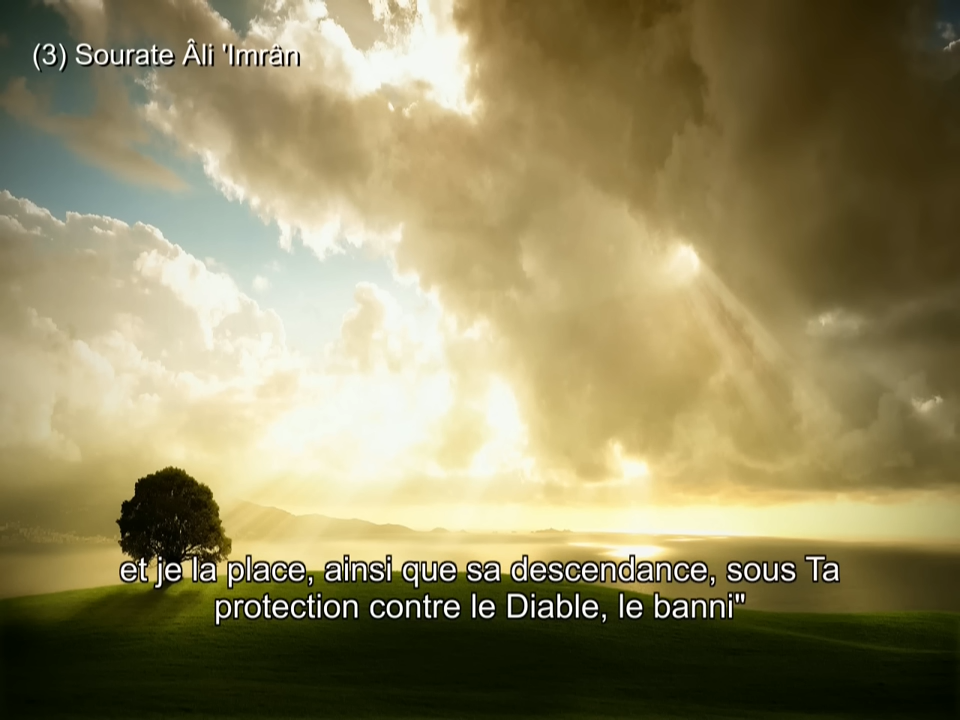 (3) Sourate Âli 'Imrân
et je la place, ainsi que sa descendance, sous Ta
protection contre le Diable, le banni"